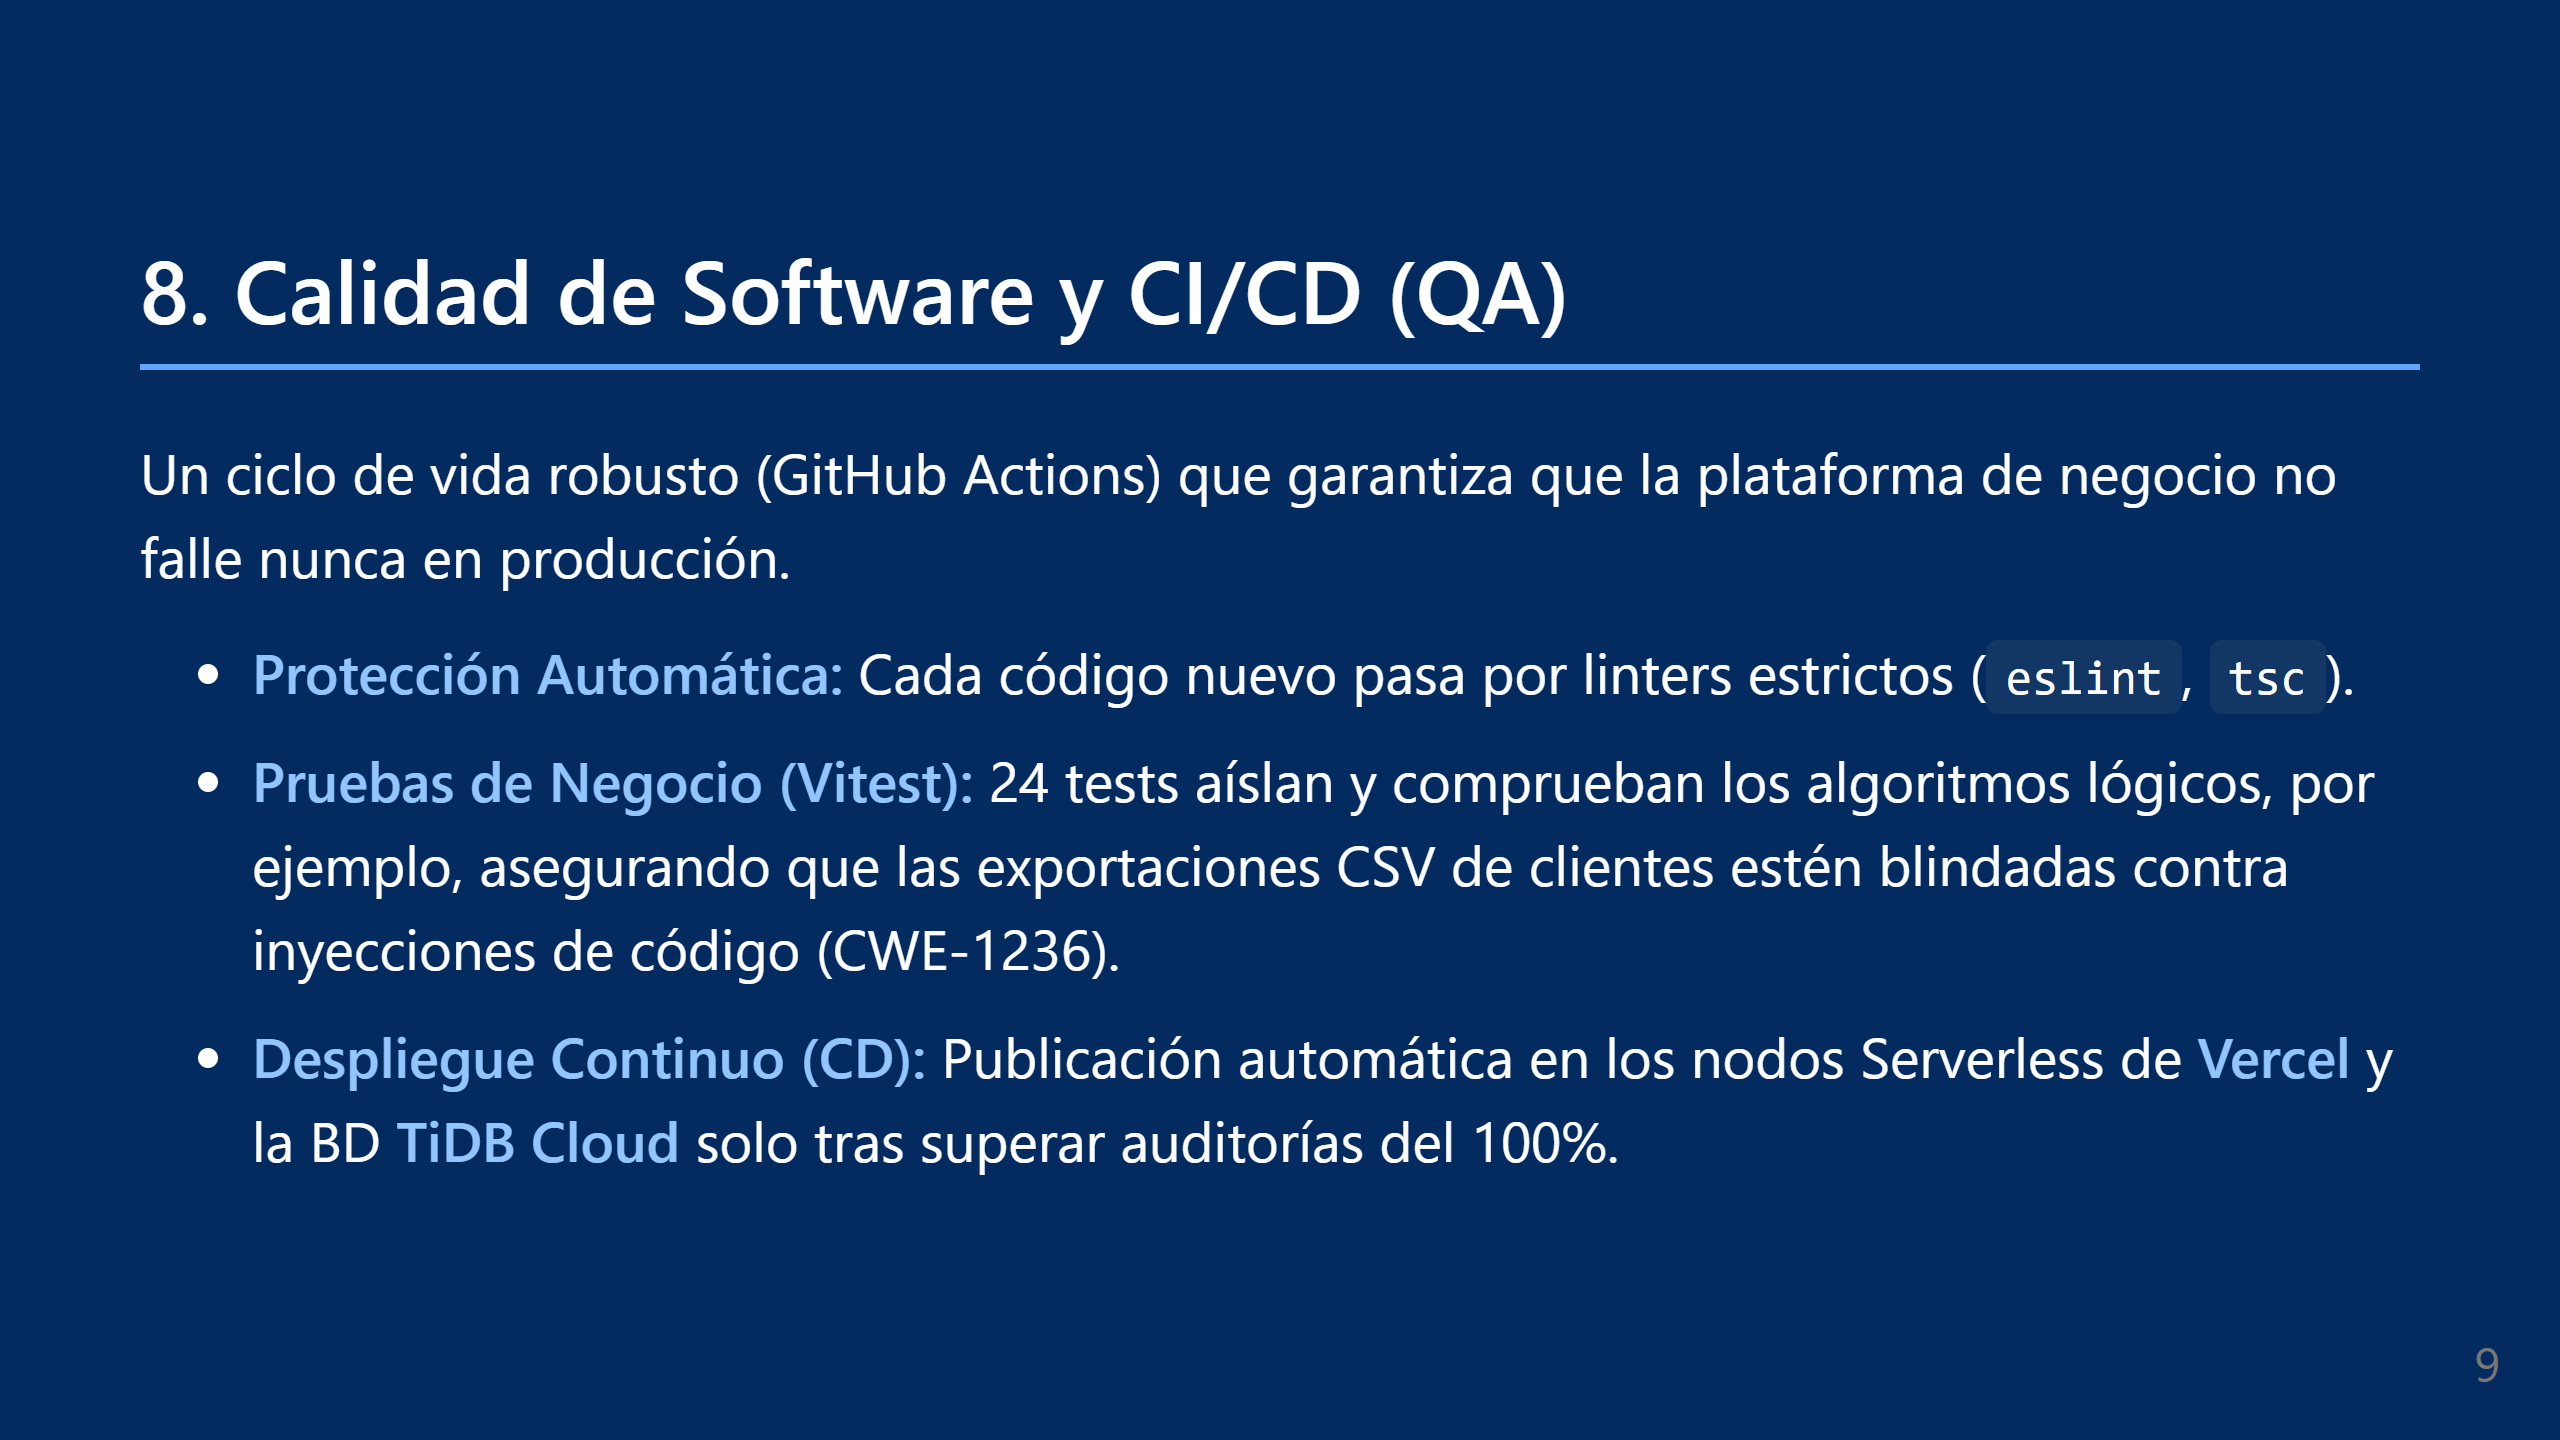 8. Calidad de Software y CI/CD (QA)
Un ciclo de vida robusto (GitHub Actions) que garantiza que la plataforma de negocio no
falle nunca en producción.
• Protección Automática: Cada código nuevo pasa por linters estrictos ( eslint , tsc ).
• Pruebas de Negocio (Vitest): 24 tests aíslan y comprueban los algoritmos lógicos, por
ejemplo, asegurando que las exportaciones CSV de clientes estén blindadas contra
inyecciones de código (CWE-1236).
• Despliegue Continuo (CD): Publicación automática en los nodos Serverless de Vercel y
la BD TiDB Cloud solo tras superar auditorías del 100%.
9